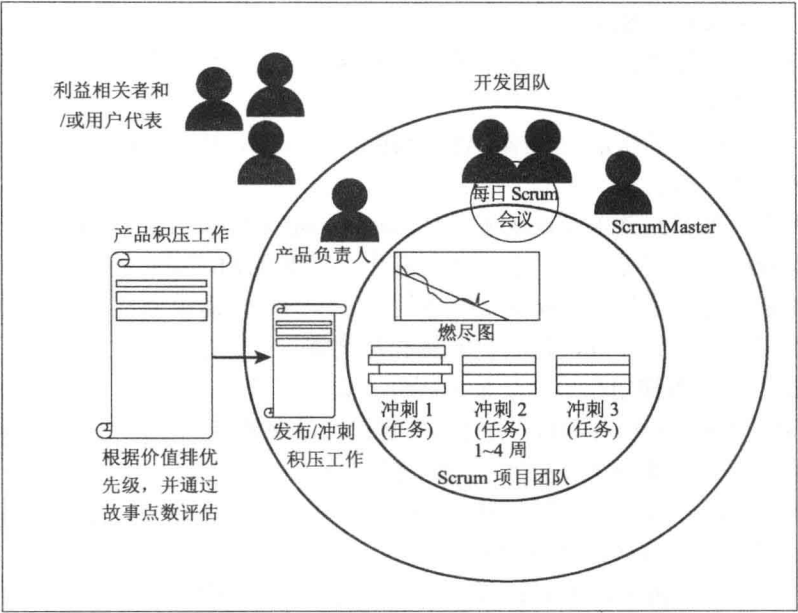 利益相关者和
/或用户代表
开发团队
每日 Scrum
会议
ScrumMaster
产品负责人
产品积压工作
燃尽图
冲刺 1
(任务)
冲刺 2
(任务)
1~4 周
冲刺 3
(任务)
发布/冲刺
积压工作
Scrum 项目团队
根据价值排优
先级，并通过
故事点数评估